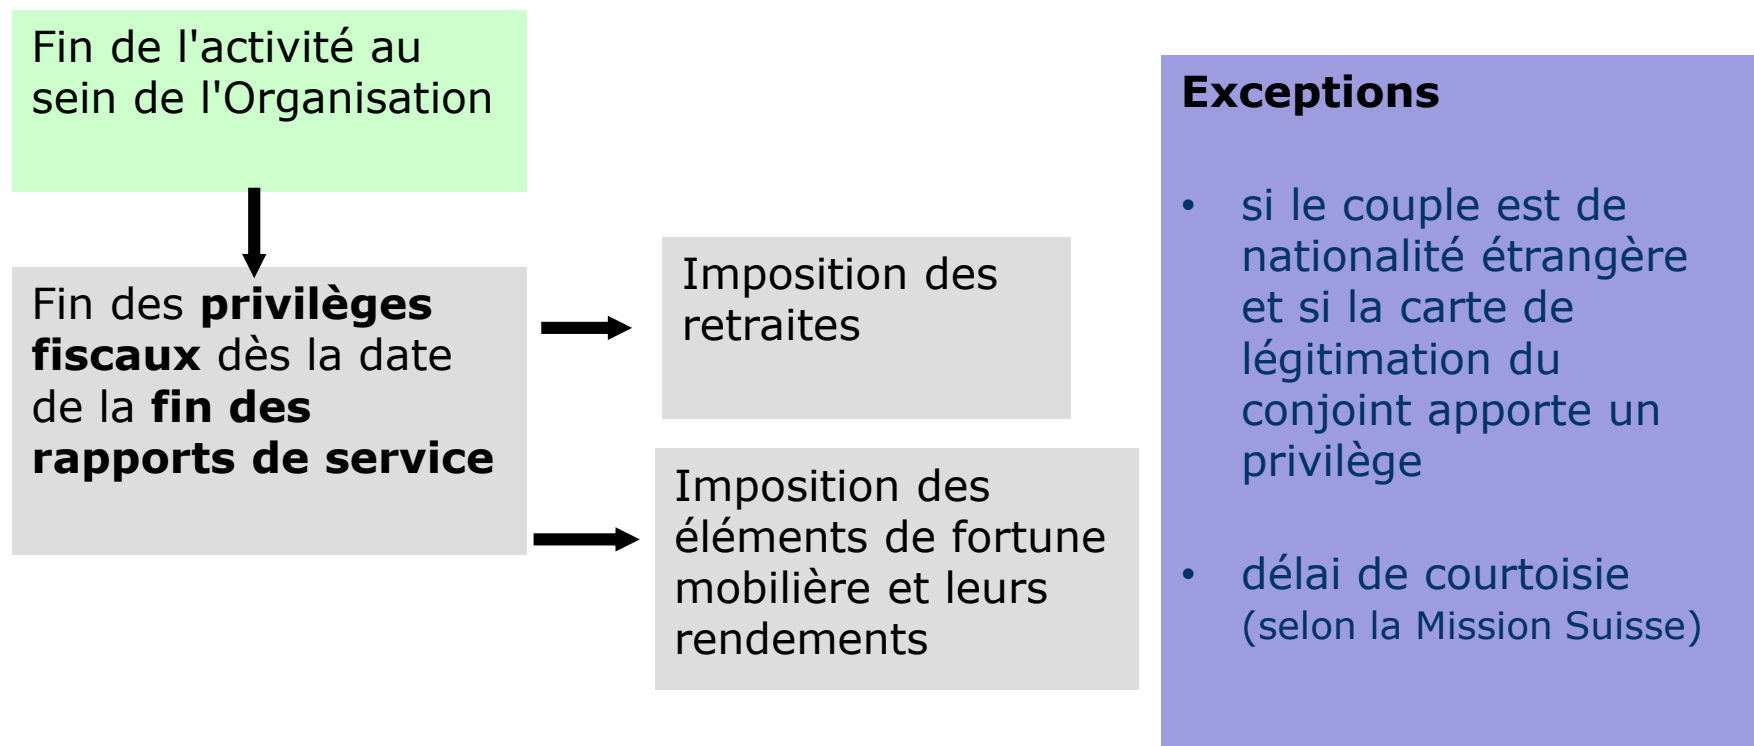 Fin de l'activité au
sein de l'Organisation
Fin des privilèges
fiscaux dès la date
de la fin des
rapports de service
Imposition des
retraites
Imposition des
éléments de fortune
mobilière et leurs
rendements
Exceptions
• si le couple est de
nationalité étrangère
et si la carte de
légitimation du
conjoint apporte un
privilège
• délai de courtoisie
(selon la Mission Suisse)